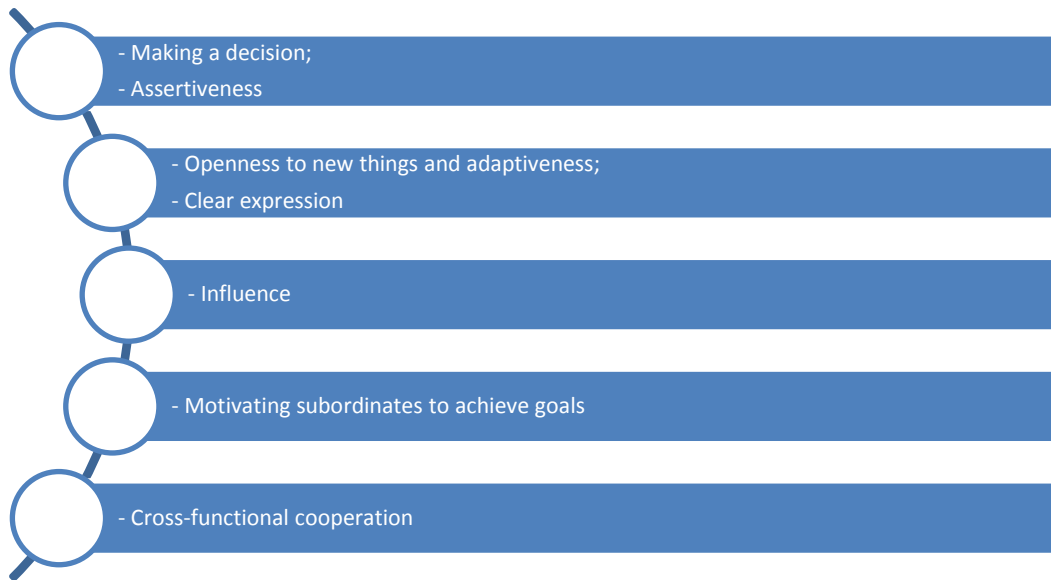 - Making a decision;
- Assertiveness
- Openness to new things and adaptiveness;
- Clear expression
- Influence
- Motivating subordinates to achieve goals
- Cross-functional cooperation